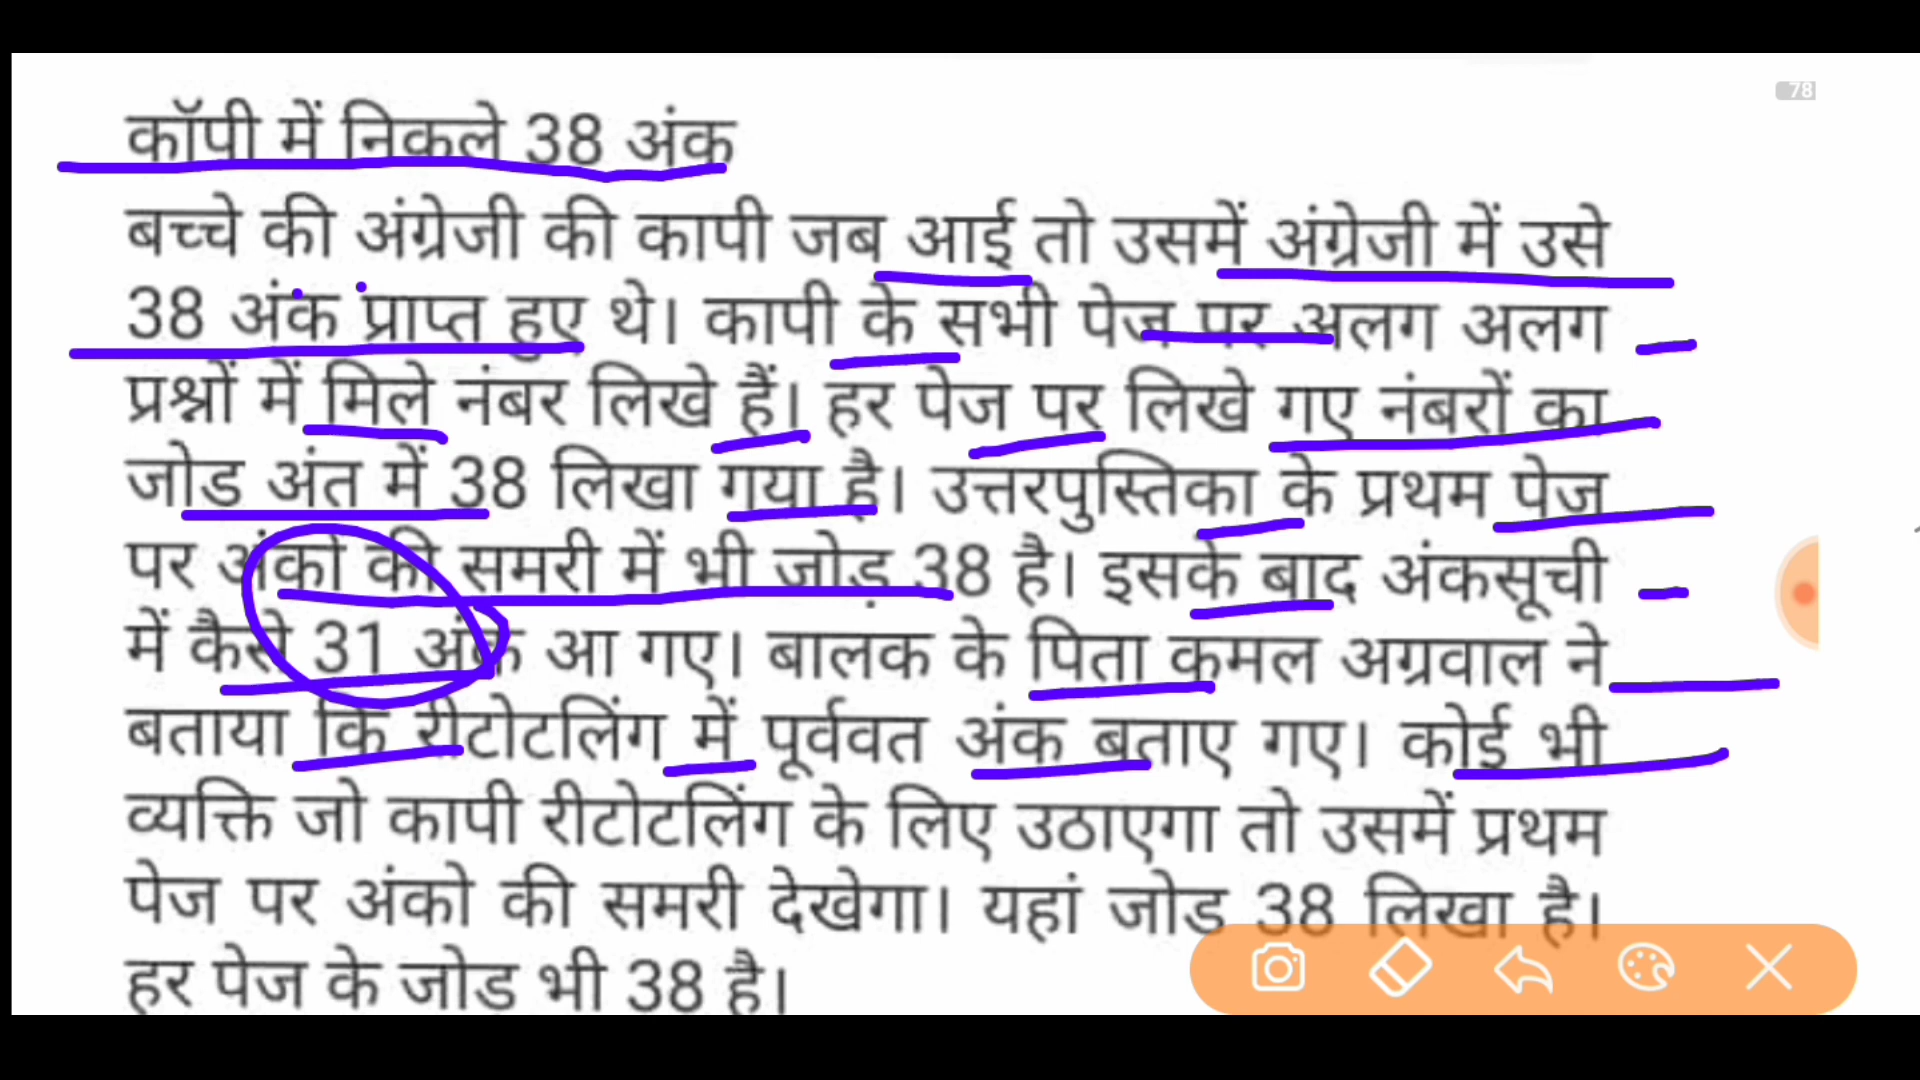 78
कॉपी में निकले 38 अंक
बच्चे की अंग्रेजी की कापी जब आई तो उसमें अंग्रेजी में उसे
38 अंक प्राप्त हुए थे। कापी के सभी पेज पर अलग अलग
प्रश्नों में मिले नंबर लिखे हैं। हर पेज पर लिखे गए नंबरों का
जोड अंत में 38 लिखा गया है। उत्तरपुस्तिका के प्रथम पेज
पर अंको की समरी में भी जोड़ 38 है। इसके बाद अंकसूची
में कैसे 31 अंक आ गए। बालक के पिता कमल अग्रवाल ने
बताया कि रीटोटलिंग में पूर्ववत अंक बताए गए। कोई भी
व्यक्ति जो कापी रीटोटलिंग के लिए उठाएगा तो उसमें प्रथम
पेज पर अंको की समरी देखेगा। यहां जोड 38 लिखा है।
हर पेज के जोड भी 38 है।